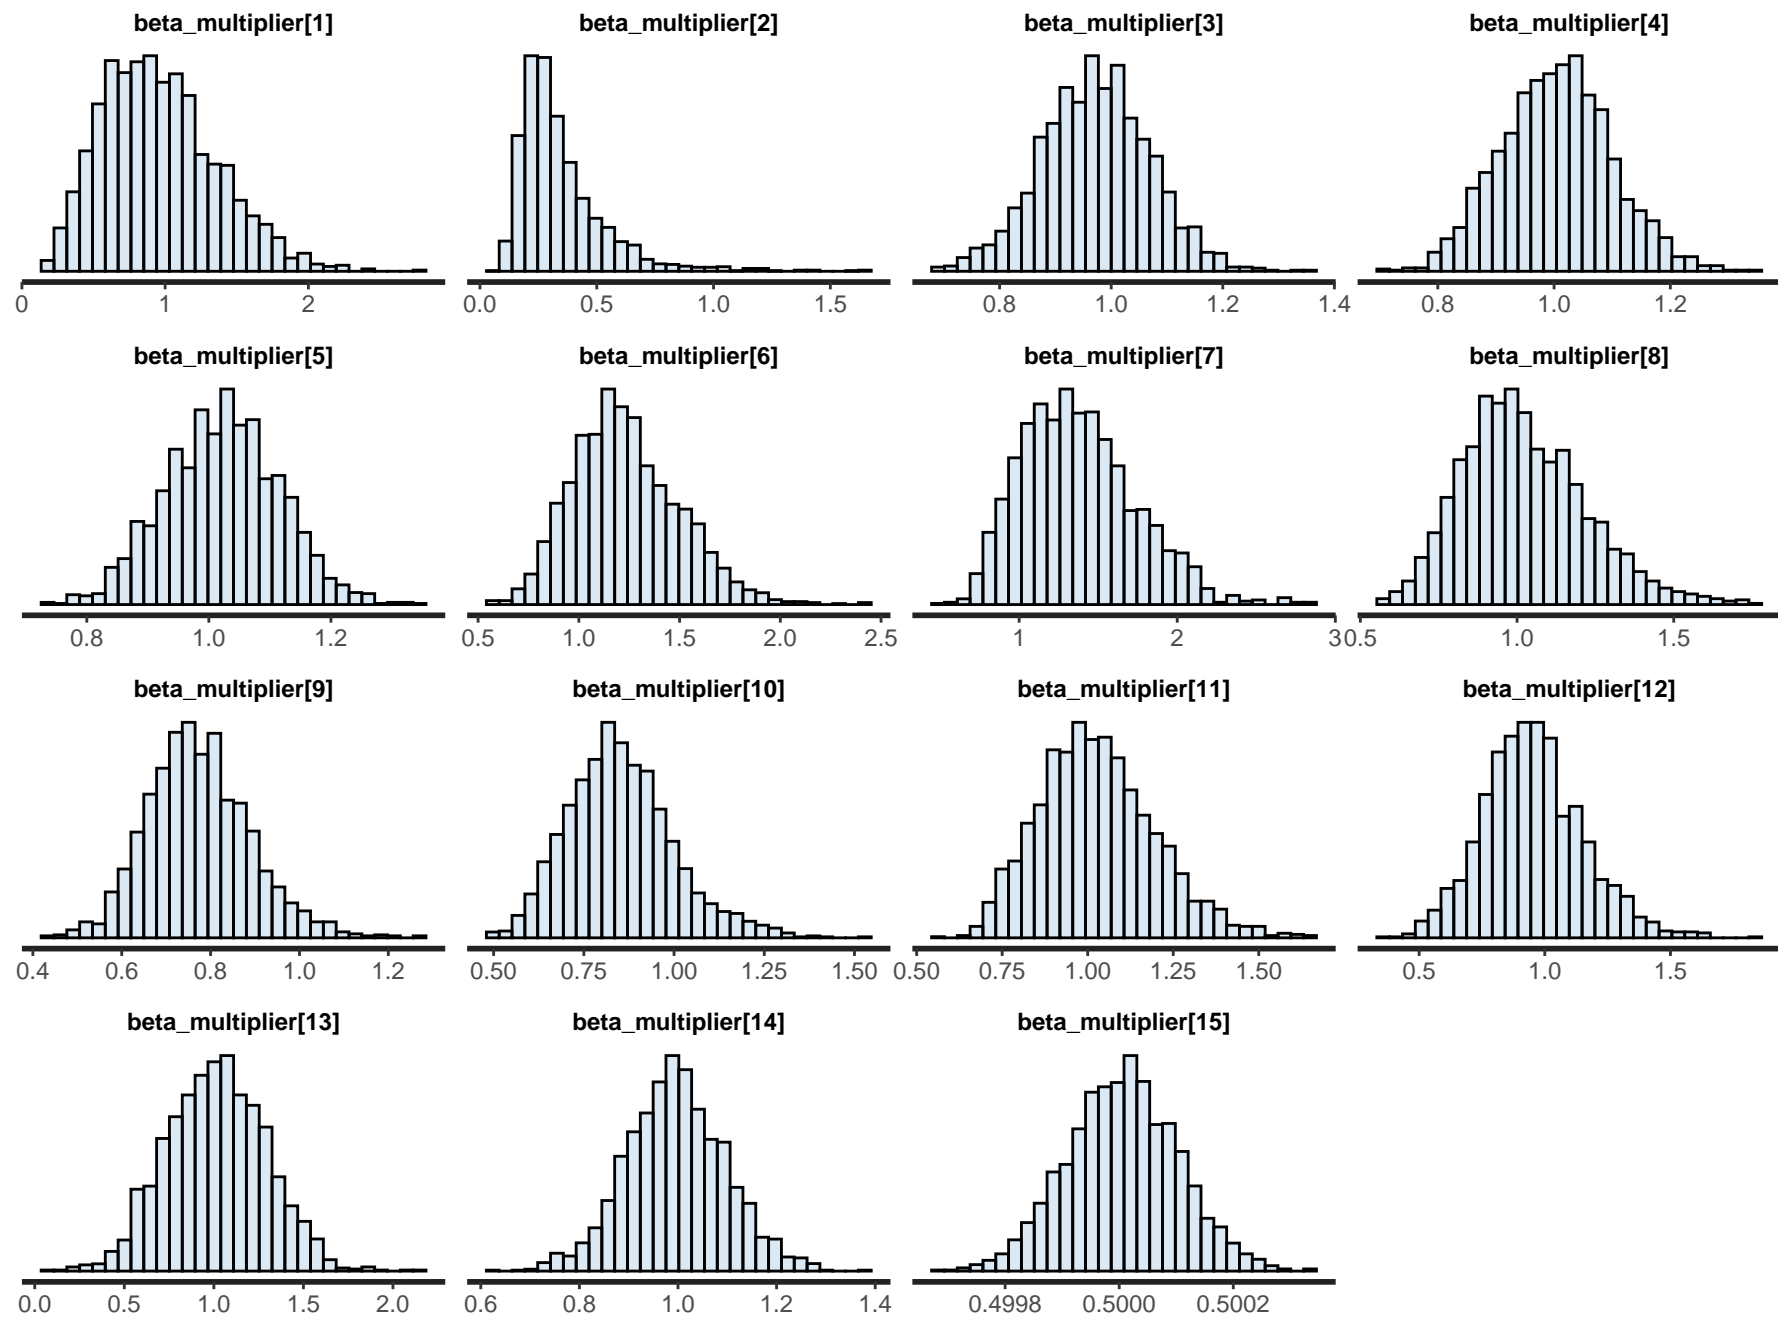 beta_multiplier[1] beta_multiplier[2] beta_multiplier[3] beta_multiplier[4]
0 1 2 0.0 0.5 1.0 1.5 0.8 1.0 1.2 1.4 0.8 1.0 1.2
beta_multiplier[5] beta_multiplier[6] beta_multiplier[7] beta_multiplier[8]
0.8 1.0 1.2 0.5 1.0 1.5 2.0 2.5 1 2 3 0.5 1.0 1.5
beta_multiplier[9] beta_multiplier[10] beta_multiplier[11] beta_multiplier[12]
0.4 0.6 0.8 1.0 1.2 0.50 0.75 1.00 1.25 1.50 0.50 0.75 1.00 1.25 1.50 0.5 1.0 1.5
beta_multiplier[13] beta_multiplier[14] beta_multiplier[15]
0.0 0.5 1.0 1.5 2.0 0.6 0.8 1.0 1.2 1.4 0.4998 0.5000 0.5002